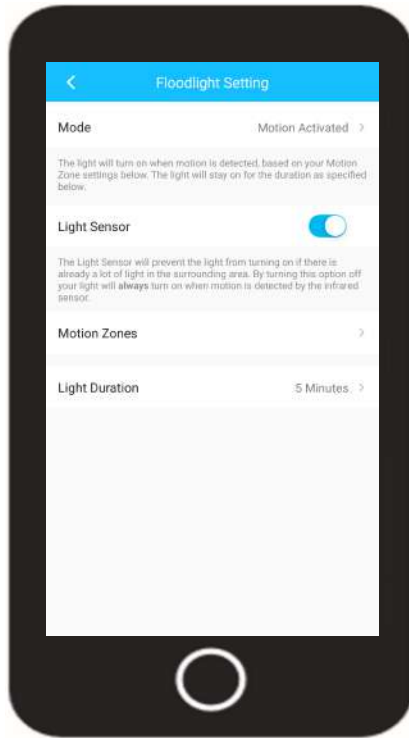 Floodlight Setting
Mode Motion Activated
The light will turn on when motion is detected, based on your Motion
Zone settings below. The light will stay on for the duration as specified
below.
Light Sensor
The Light Sensor will prevent the light from turning on if there is
already a lot of light in the surrounding area. By turning this option off
your light will always turn on when motion is detected by the infrared
sensor.
Motion Zones
Light Duration 5 Minutes